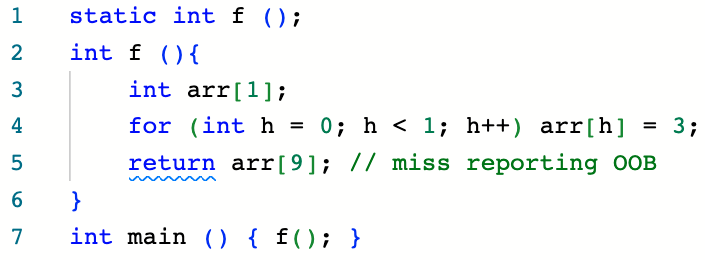 1 static int f ();
2 int f (){
3     int arr[1];
4     for (int h = 0; h < 1; h++) arr[h] = 3;
5     return arr[9]; // miss reporting OOB
6 }
7 int main () { f(); }